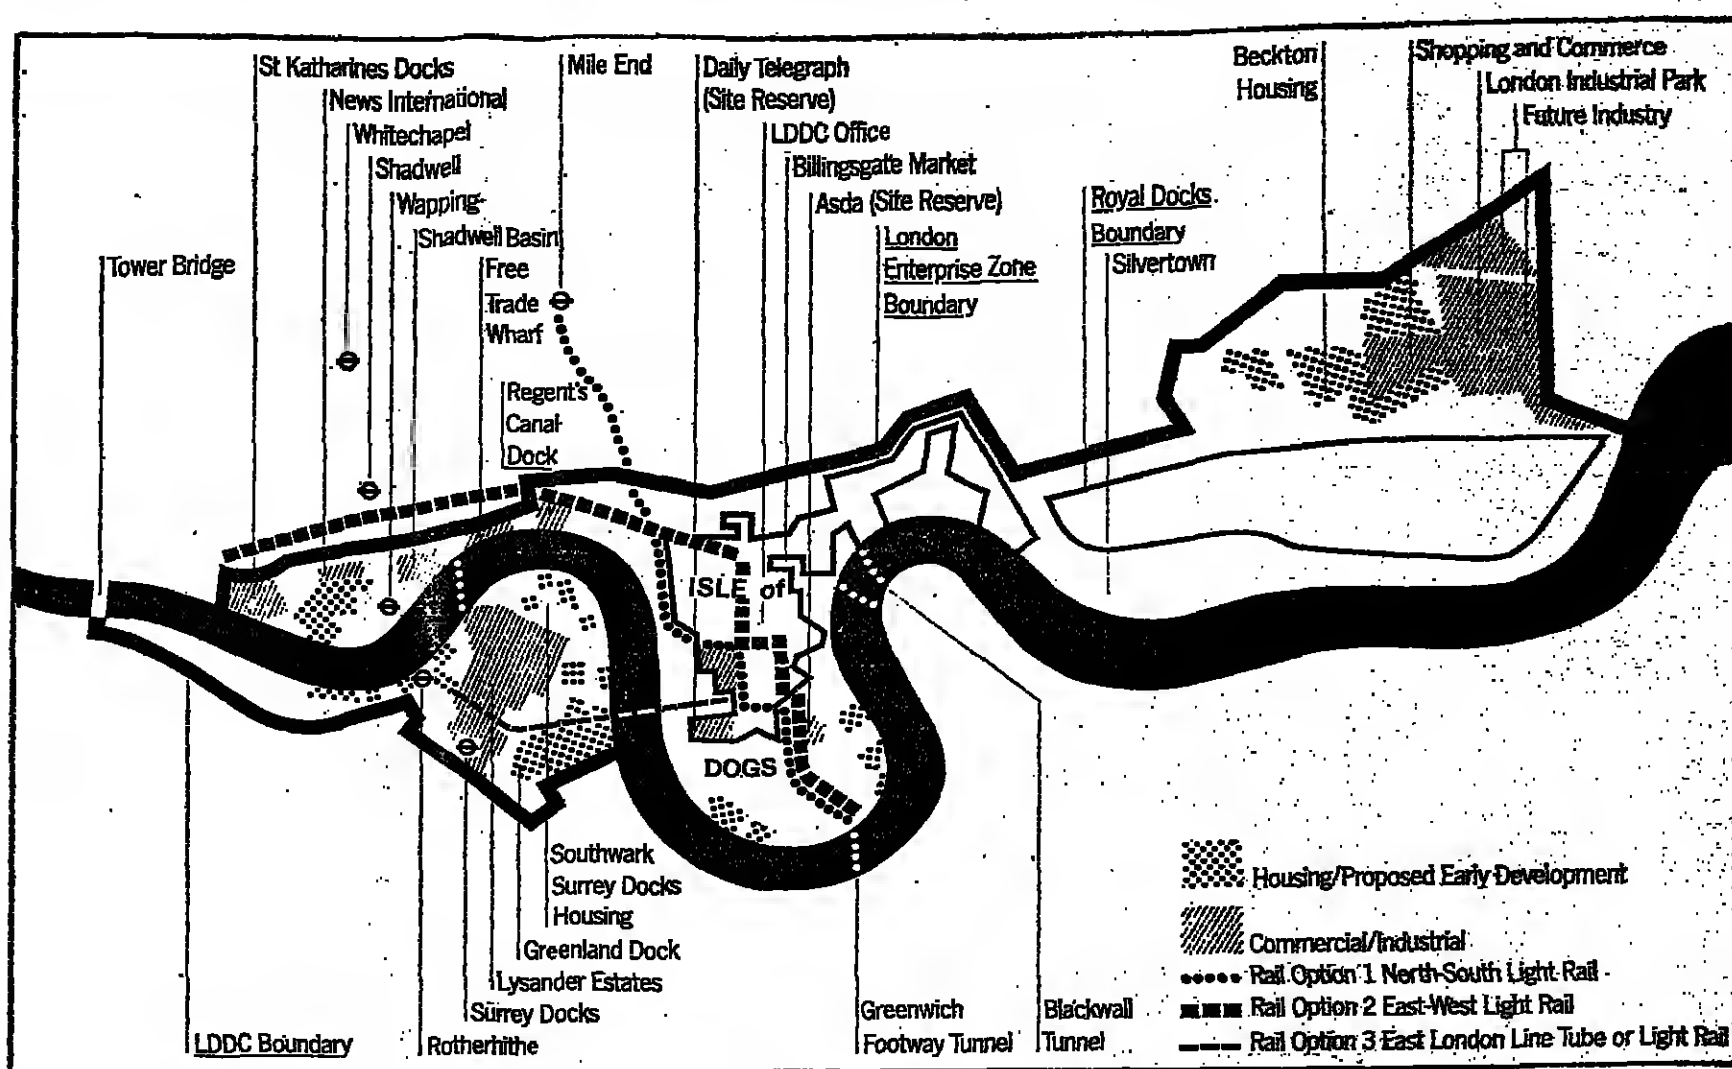 St Katharines Docks
News International
Whitechapel
Shadwell
Wapping
Shadwell Basin
Tower Bridge
Free
Trade
Wharf
Regent's
Canal
Dock
Mile End
Daily Telegraph
(Site Reserve)
LDDC Office
Billingsgate Market
Asda (Site Reserve)
London
Enterprise Zone
Boundary
Royal Docks
Boundary
Silvertown
Beckton
Housing
Shopping and Commerce
London Industrial Park
Future Industry
ISLE of
DOGS
Southwark
Surrey Docks
Housing
Greenland Dock
Lysander Estates
Surrey Docks
Rotherhithe
LDDC Boundary
Greenwich
Footway Tunnel
Blackwall
Tunnel
Housing/Proposed Early Development
Commercial/Industrial
Rail Option 1 North-South Light Rail
Rail Option 2 East-West Light Rail
Rail Option 3 East London Line Tube or Light Rail